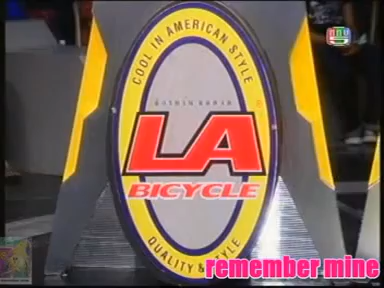 COOL IN AMERICAN STYLE
LA
BICYCLE
QUALITY & STYLE
remember mine